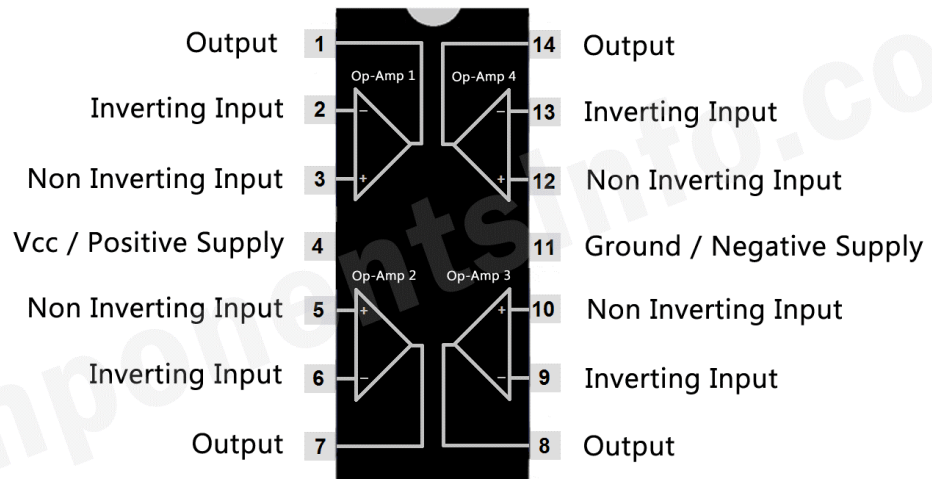 Output 1 14 Output
Op-Amp 1 Op-Amp 4
Inverting Input 2 − − 13 Inverting Input
Non Inverting Input 3 + + 12 Non Inverting Input
Vcc / Positive Supply 4 11 Ground / Negative Supply
Op-Amp 2 Op-Amp 3
Non Inverting Input 5 + + 10 Non Inverting Input
Inverting Input 6 − − 9 Inverting Input
Output 7 8 Output
mponentsinfo.co